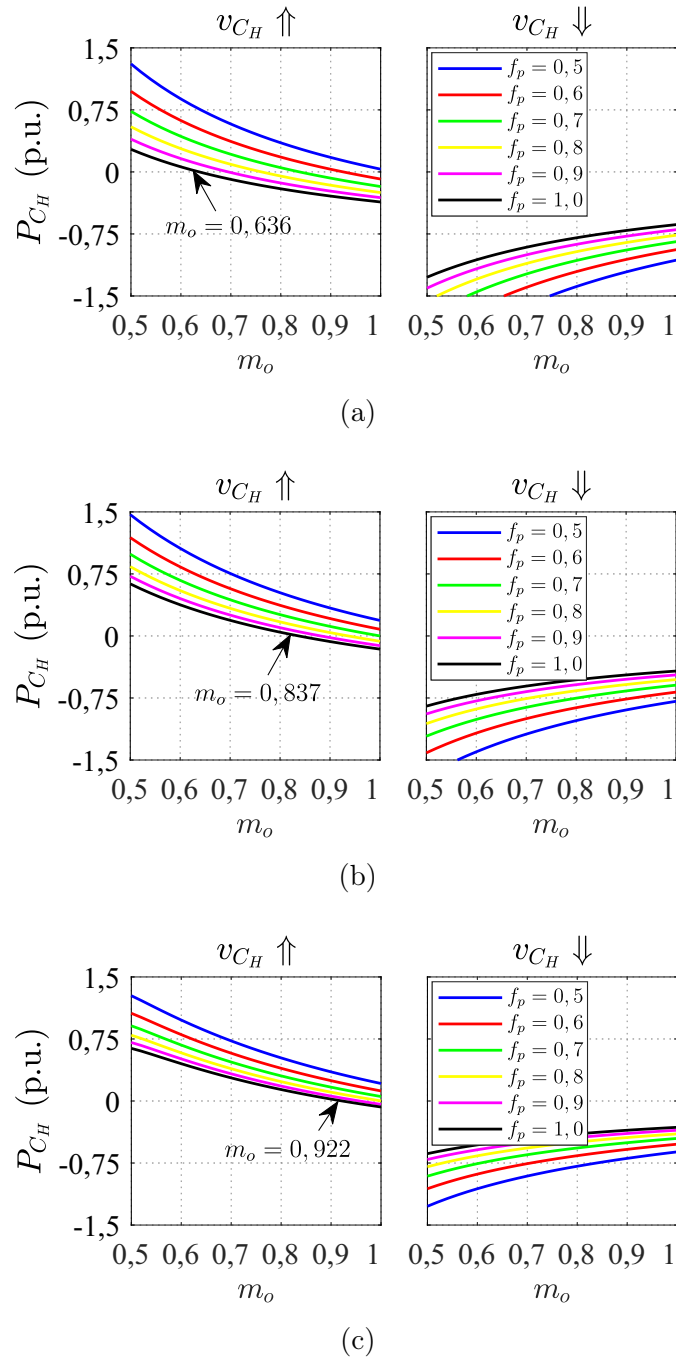 v_{C_H} ⇑ v_{C_H} ⇓
P_{C_H} (p.u.)
1,5
0,75
0
-0,75
-1,5
m_o = 0,636
f_p = 0,5
f_p = 0,6
f_p = 0,7
f_p = 0,8
f_p = 0,9
f_p = 1,0
0,5 0,6 0,7 0,8 0,9 1 0,5 0,6 0,7 0,8 0,9 1
m_o m_o
(a)
v_{C_H} ⇑ v_{C_H} ⇓
P_{C_H} (p.u.)
1,5
0,75
0
-0,75
-1,5
m_o = 0,837
f_p = 0,5
f_p = 0,6
f_p = 0,7
f_p = 0,8
f_p = 0,9
f_p = 1,0
0,5 0,6 0,7 0,8 0,9 1 0,5 0,6 0,7 0,8 0,9 1
m_o m_o
(b)
v_{C_H} ⇑ v_{C_H} ⇓
P_{C_H} (p.u.)
1,5
0,75
0
-0,75
-1,5
m_o = 0,922
f_p = 0,5
f_p = 0,6
f_p = 0,7
f_p = 0,8
f_p = 0,9
f_p = 1,0
0,5 0,6 0,7 0,8 0,9 1 0,5 0,6 0,7 0,8 0,9 1
m_o m_o
(c)